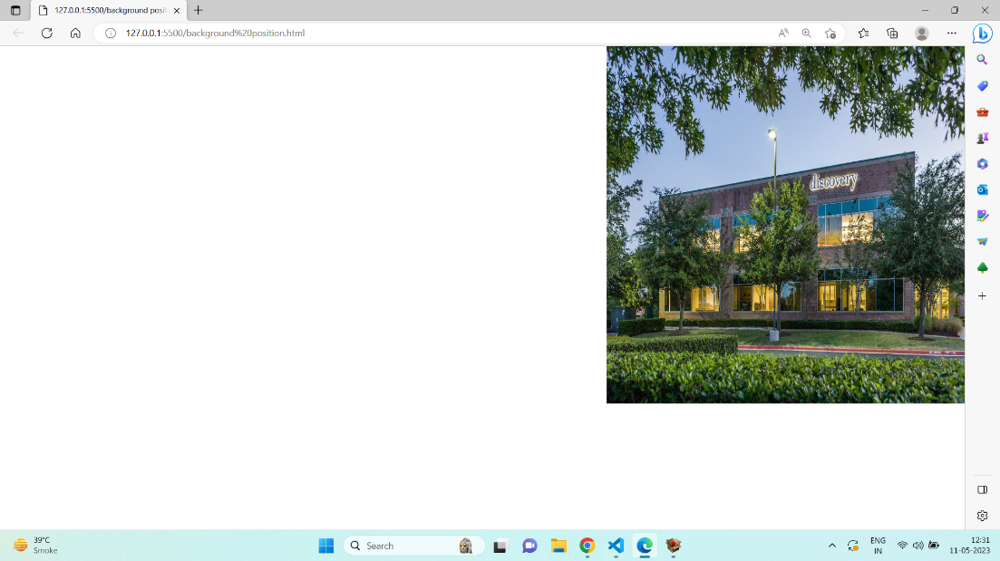 127.0.0.1:5500/background posit
127.0.0.1:5500/background%20position.html
discovery
39°C
Smoke
Search
ENG
IN
12:31
11-05-2023